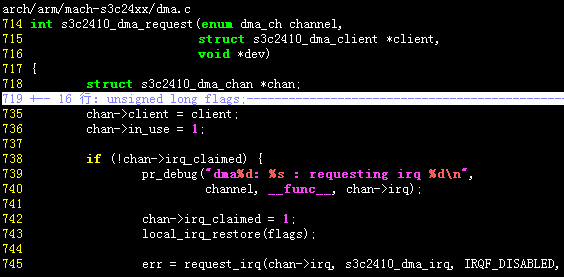 arch/arm/mach-s3c24xx/dma.c
714 int s3c2410_dma_request(enum dma_ch channel,
715 struct s3c2410_dma_client *client,
716 void *dev)
717 {
718 struct s3c2410_dma_chan *chan;
719 +-- 16 行: unsigned long flags;--------------------------------------------
735 chan->client = client;
736 chan->in_use = 1;
737
738 if (!chan->irq_claimed) {
739 pr_debug("dma%d: %s : requesting irq %d\n",
740 channel, __func__, chan->irq);
741
742 chan->irq_claimed = 1;
743 local_irq_restore(flags);
744
745 err = request_irq(chan->irq, s3c2410_dma_irq, IRQF_DISABLED,